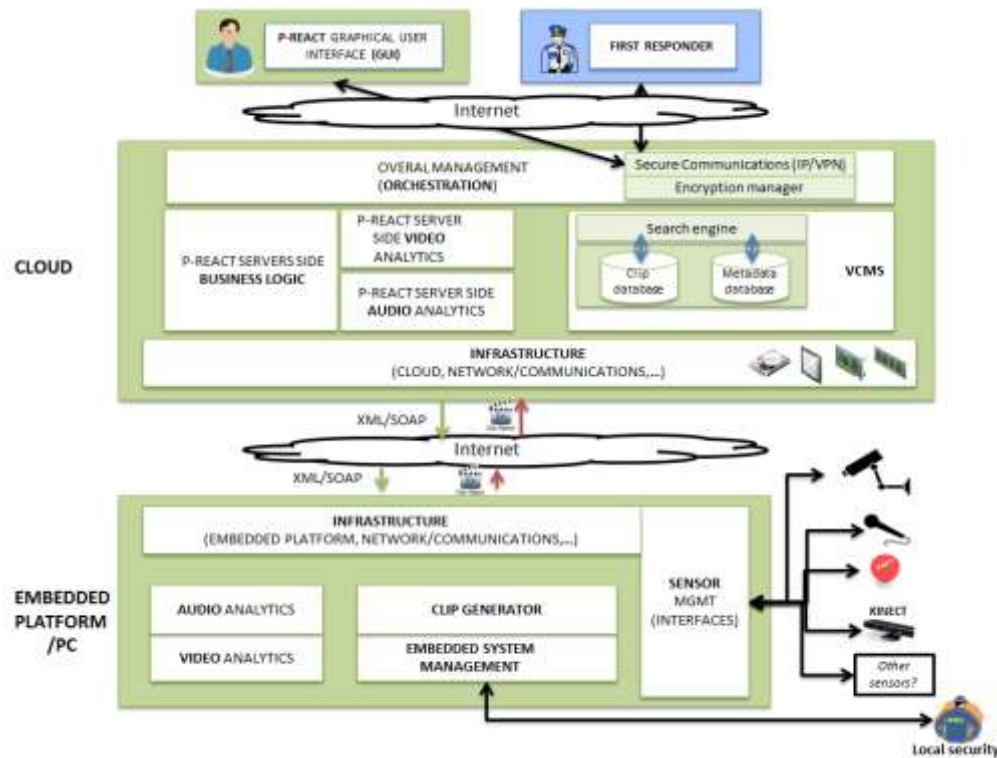 P-REACT GRAPHICAL USER
INTERFACE (GUI)
FIRST RESPONDER
Internet
OVERAL MANAGEMENT
(ORCHESTRATION)
Secure Communications (IP/VPN)
Encryption manager
CLOUD
P-REACT SERVERS SIDE
BUSINESS LOGIC
P-REACT SERVER
SIDE VIDEO
ANALYTICS
P-REACT SERVER SIDE
AUDIO ANALYTICS
Search engine
Clip
database
Metadata
database
VCMS
INFRASTRUCTURE
(CLOUD, NETWORK/COMMUNICATIONS,...)
XML/SOAP
Internet
XML/SOAP
INFRASTRUCTURE
(EMBEDDED PLATFORM, NETWORK/COMMUNICATIONS,...)
EMBEDDED
PLATFORM
/PC
AUDIO ANALYTICS
VIDEO ANALYTICS
CLIP GENERATOR
EMBEDDED SYSTEM
MANAGEMENT
SENSOR
MGMT
(INTERFACES)
KINECT
Other
sensors?
Local security